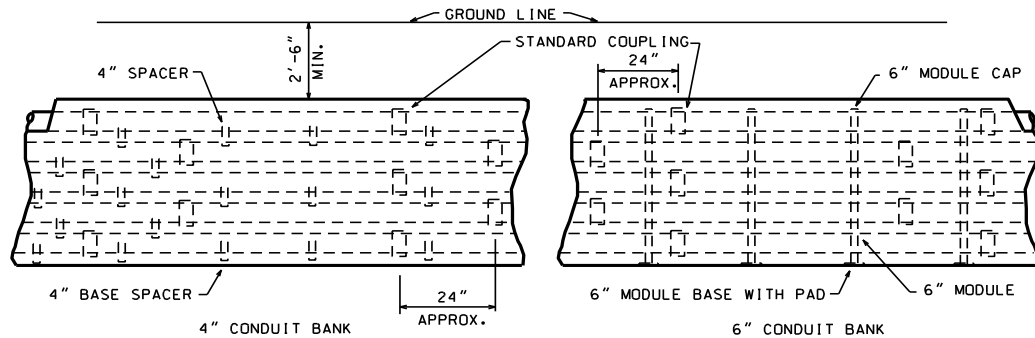 GROUND LINE
STANDARD COUPLING
2'-6"
MIN.
4" SPACER
24"
APPROX.
6" MODULE CAP
4" BASE SPACER
24"
APPROX.
6" MODULE BASE WITH PAD
6" MODULE
4" CONDUIT BANK
6" CONDUIT BANK